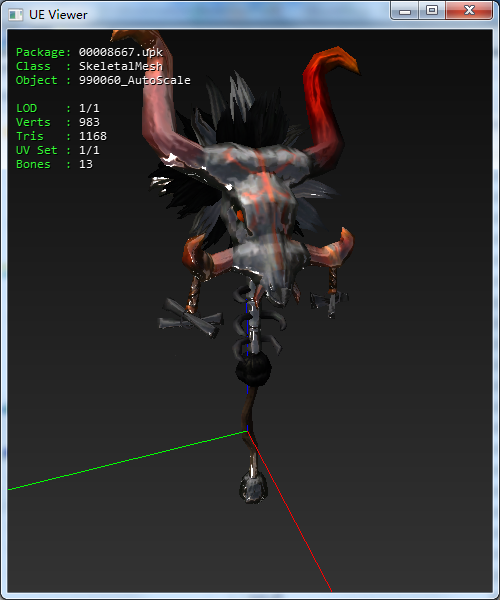 UE Viewer
Package: 00008667.upk
Class : SkeletalMesh
Object : 990060_AutoScale
LOD : 1/1
Verts : 983
Tris : 1168
UV Set : 1/1
Bones : 13